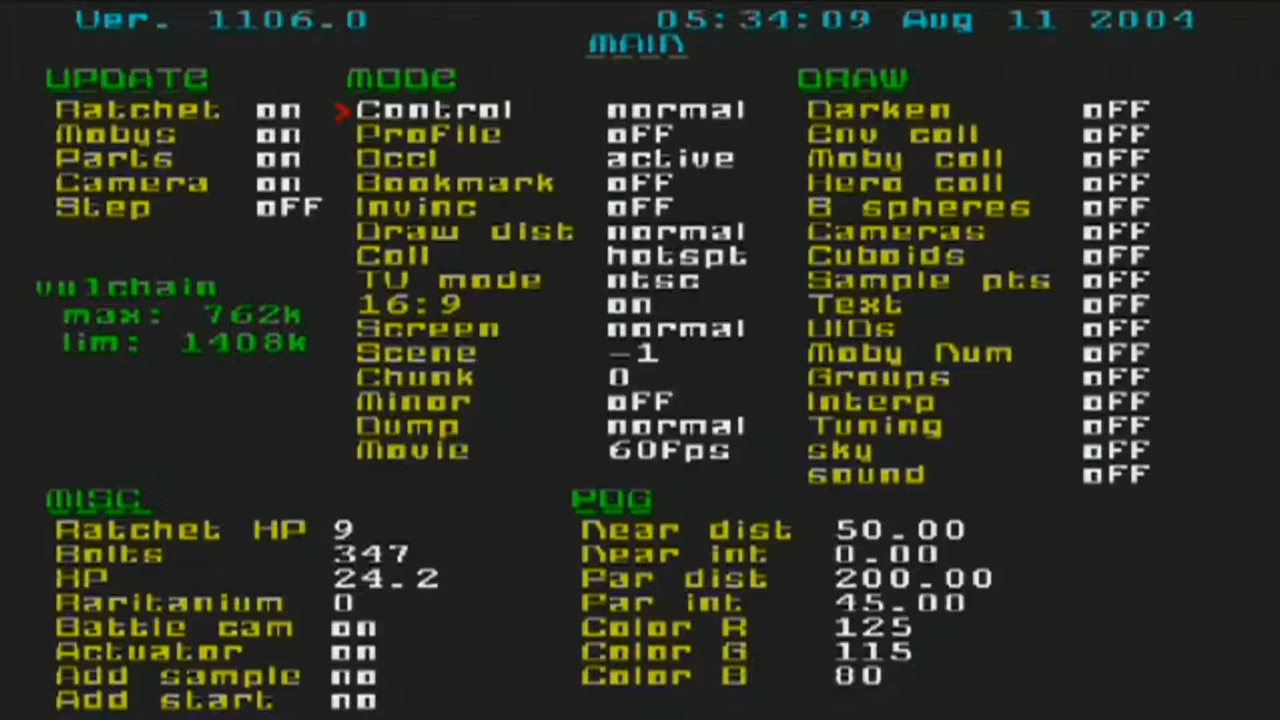 Ver. 1106.0 05:34:09 Aug 11 2004
MAIN
UPDATE
Ratchet on
Mobys on
Parts on
Camera on
Step oFF
vu1chain
max: 762k
lim: 1408k
MODE
>Control normal
ProFile oFF
Occl active
Bookmark oFF
Invinc oFF
Draw dist normal
Coll hotspt
TV mode ntsc
16:9 on
Screen normal
Scene -1
Chunk 0
Minor oFF
Dump normal
Movie 60Fps
DRAW
Darken oFF
Env coll oFF
Moby coll oFF
Hero coll oFF
B spheres oFF
Cameras oFF
Cuboids oFF
Sample pts oFF
Text oFF
UIDs oFF
Moby Num oFF
Groups oFF
Interp oFF
Tuning oFF
sky oFF
sound oFF
MISC
Ratchet HP 9
Bolts 347
HP 24.2
Raritanium 0
Battle cam on
Actuator on
Add sample no
Add start no
FOG
Near dist 50.00
Near int 0.00
Far dist 200.00
Far int 45.00
Color R 125
Color G 115
Color B 80